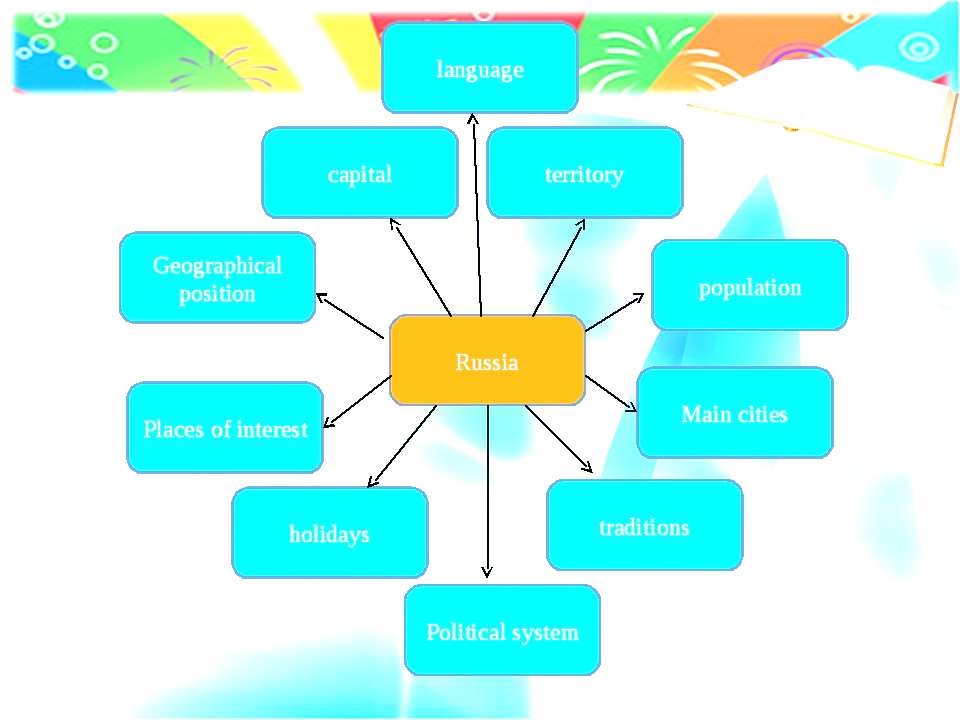 language
capital
territory
Geographical
position
population
Russia
Places of interest
Main cities
holidays
traditions
Political system